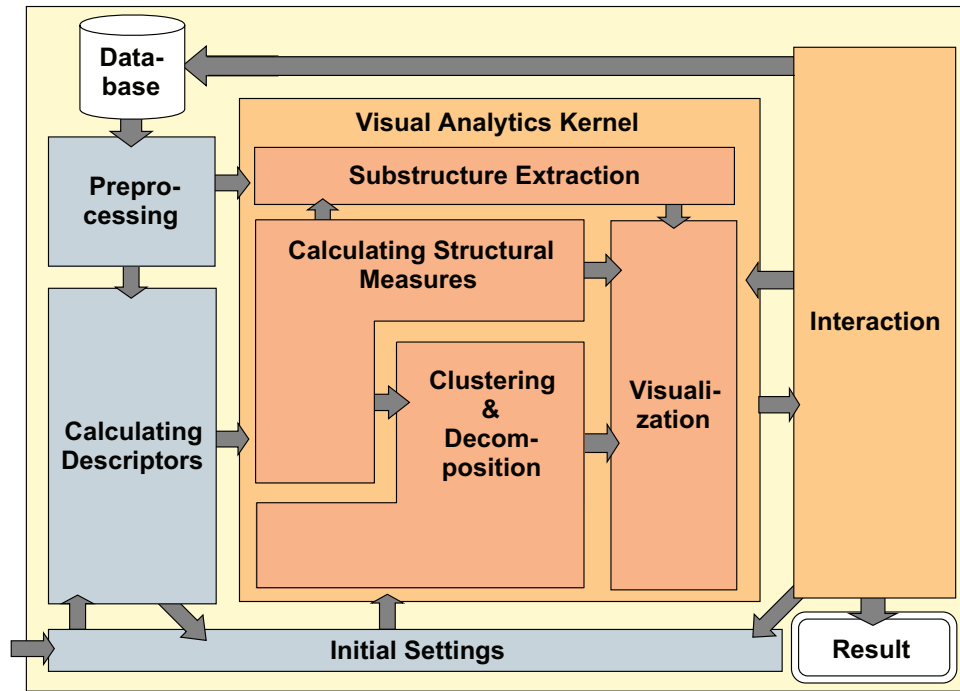 Data-
base
Visual Analytics Kernel
Prepro-
cessing
Substructure Extraction
Calculating Structural
Measures
Interaction
Clustering
&
Decom-
position
Visuali-
zation
Calculating
Descriptors
Initial Settings
Result